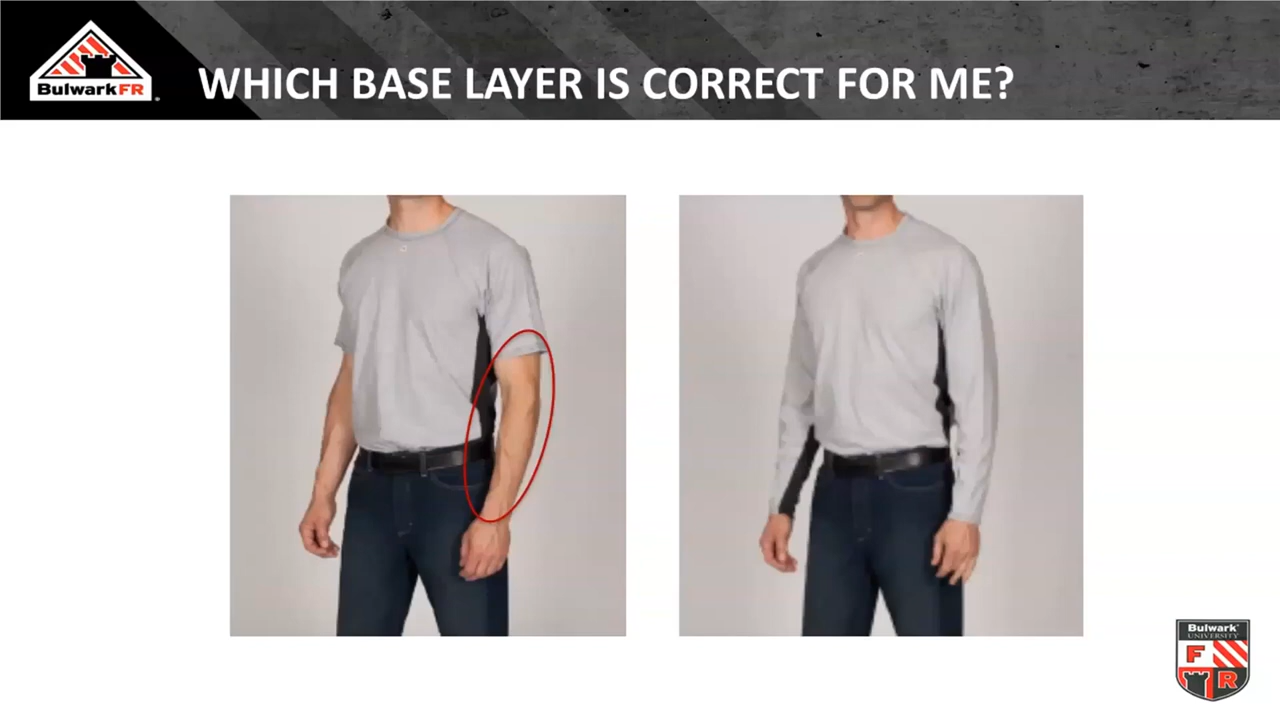 WHICH BASE LAYER IS CORRECT FOR ME?
BulwarkFR®
Bulwark®
UNIVERSITY
F
R